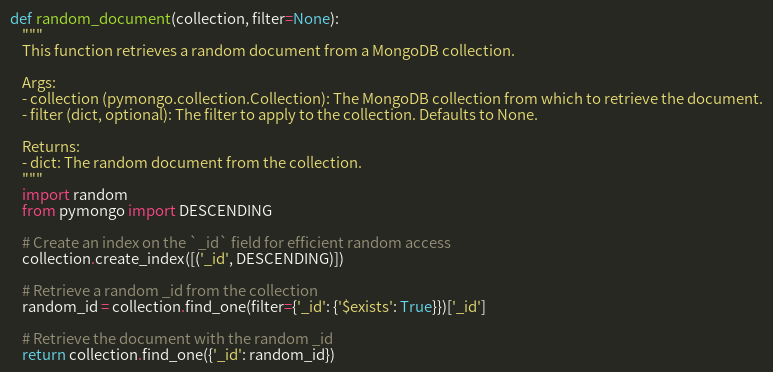 def random_document(collection, filter=None):
"""
This function retrieves a random document from a MongoDB collection.
Args:
- collection (pymongo.collection.Collection): The MongoDB collection from which to retrieve the document.
- filter (dict, optional): The filter to apply to the collection. Defaults to None.
Returns:
- dict: The random document from the collection.
"""
import random
from pymongo import DESCENDING
# Create an index on the `_id` field for efficient random access
collection.create_index([('_id', DESCENDING)])
# Retrieve a random _id from the collection
random_id = collection.find_one(filter={'_id': {'$exists': True}})['_id']
# Retrieve the document with the random _id
return collection.find_one({'_id': random_id})